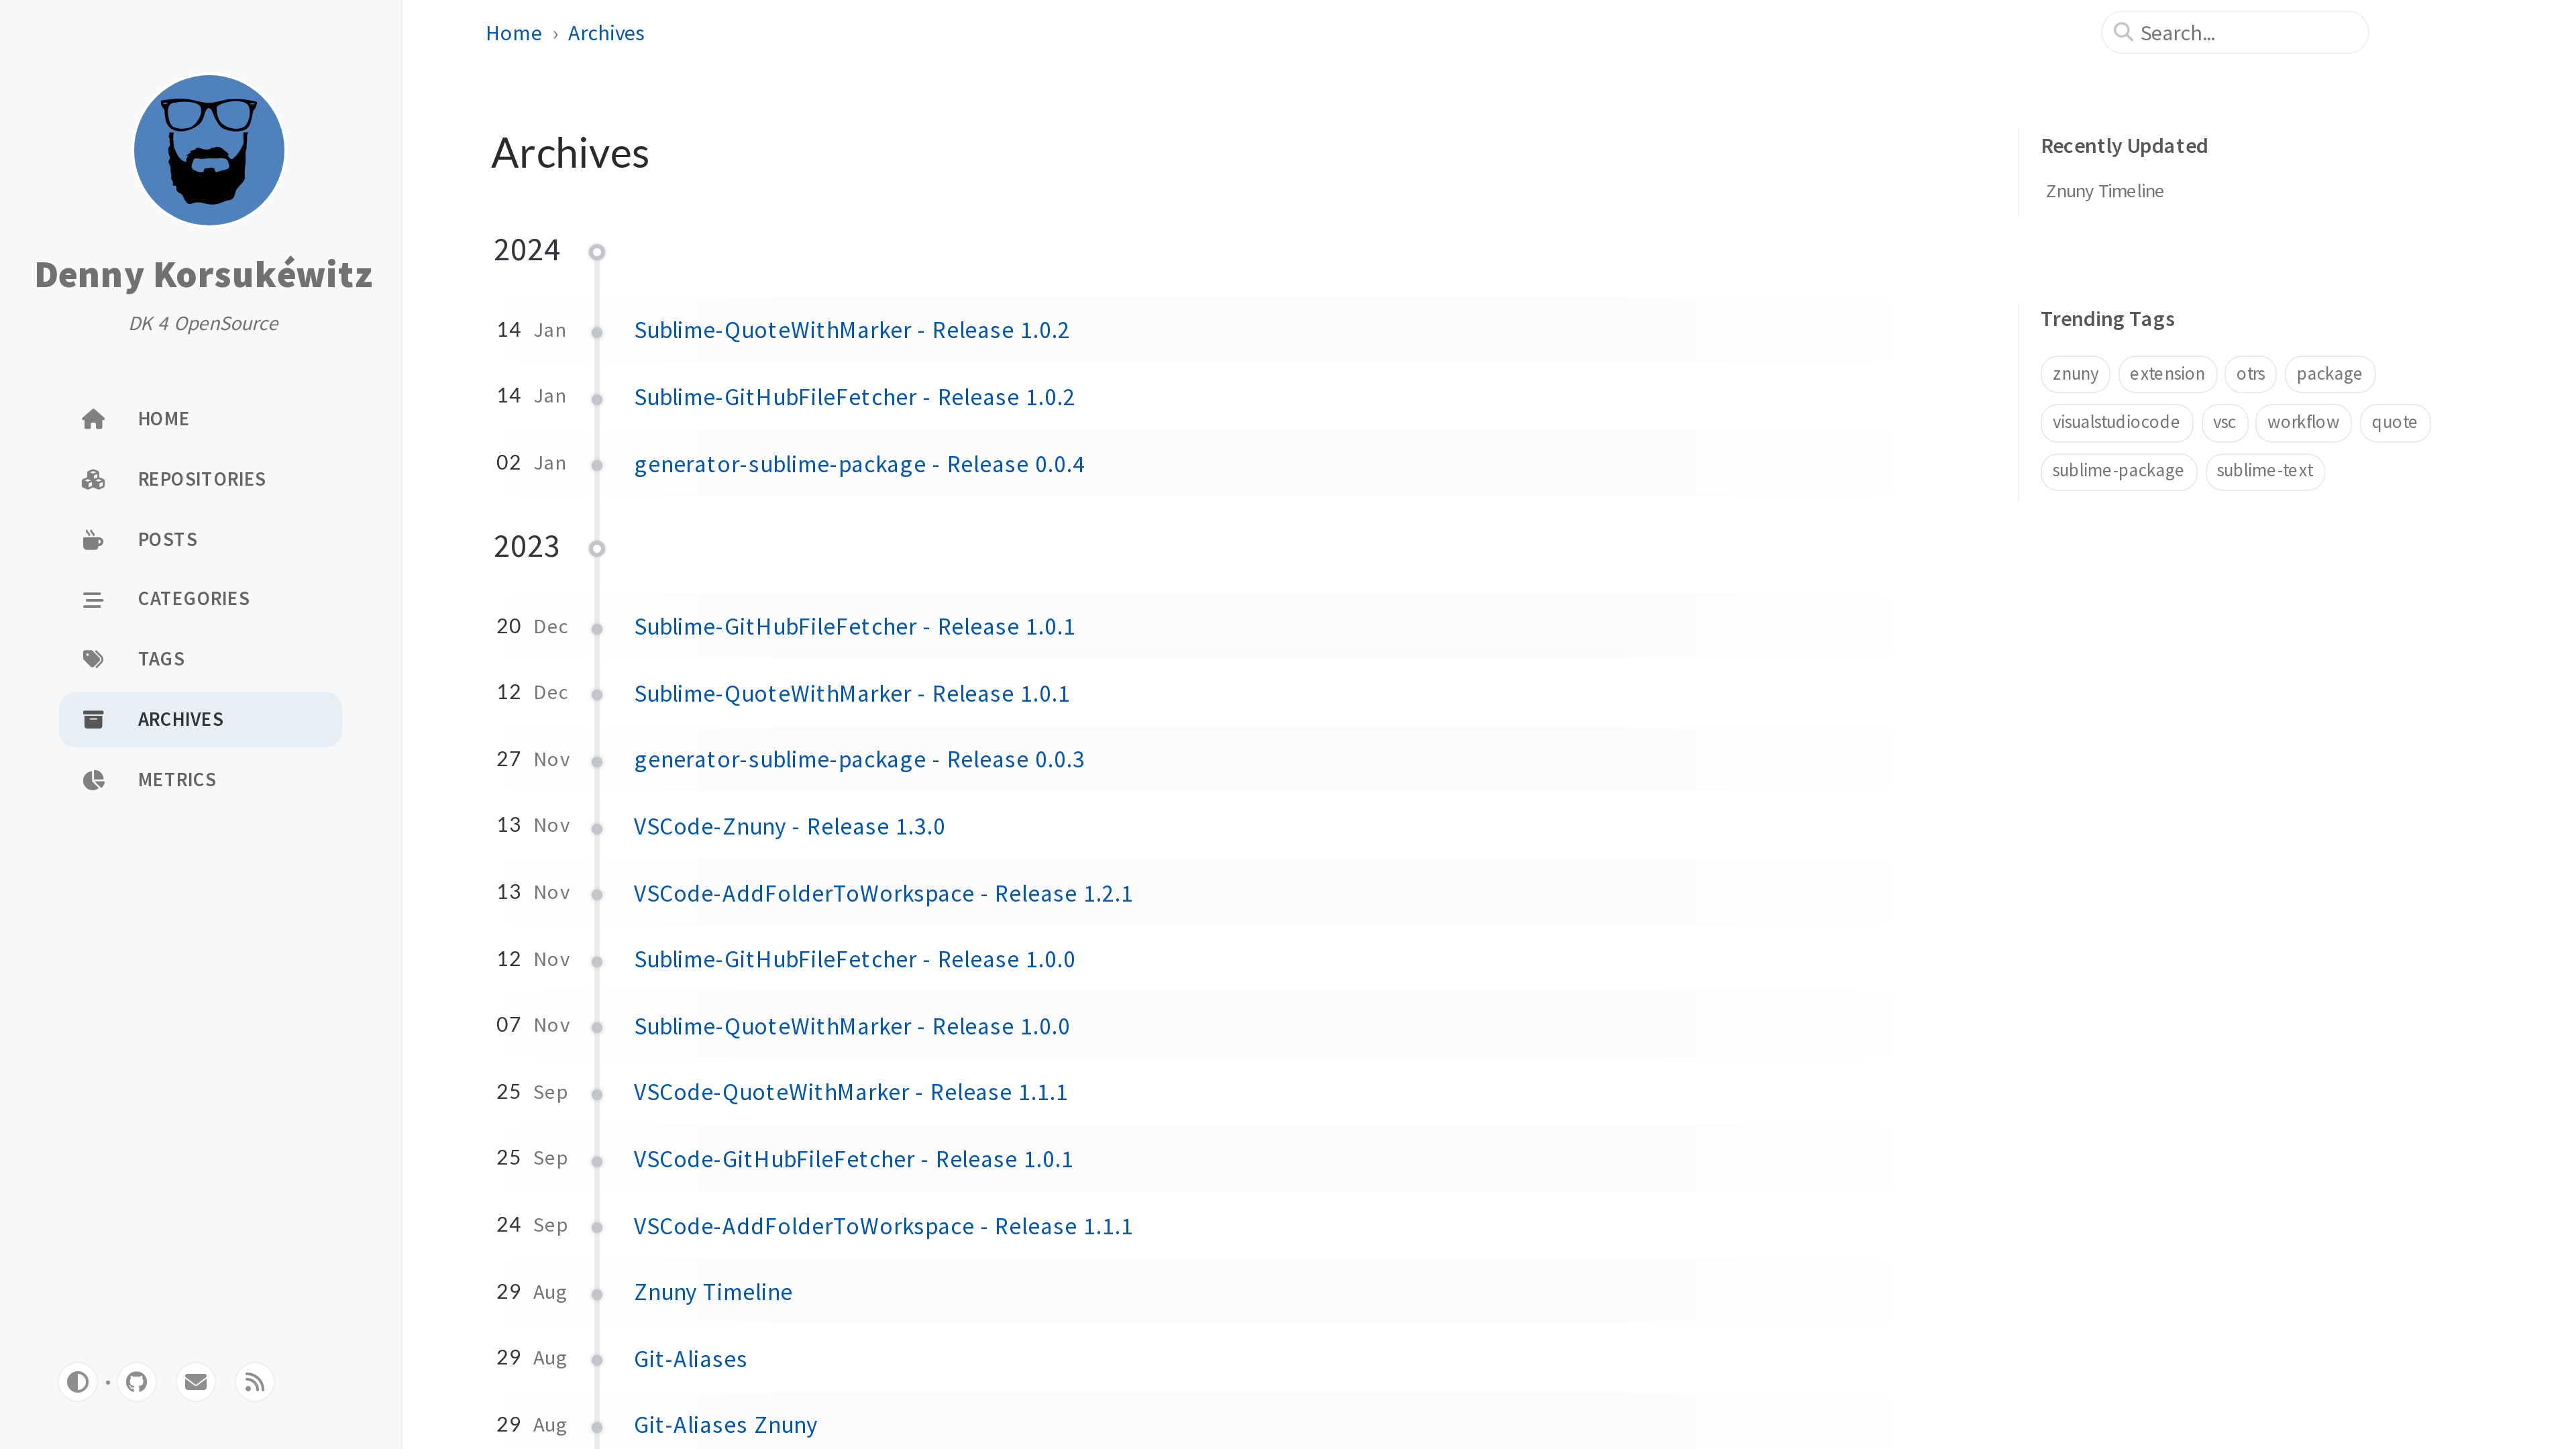 Denny Korsukéwitz
DK 4 OpenSource
HOME
REPOSITORIES
POSTS
CATEGORIES
TAGS
ARCHIVES
METRICS
Home › Archives
Search...
Archives
2024
14 Jan Sublime-QuoteWithMarker - Release 1.0.2
14 Jan Sublime-GitHubFileFetcher - Release 1.0.2
02 Jan generator-sublime-package - Release 0.0.4
2023
20 Dec Sublime-GitHubFileFetcher - Release 1.0.1
12 Dec Sublime-QuoteWithMarker - Release 1.0.1
27 Nov generator-sublime-package - Release 0.0.3
13 Nov VSCode-Znuny - Release 1.3.0
13 Nov VSCode-AddFolderToWorkspace - Release 1.2.1
12 Nov Sublime-GitHubFileFetcher - Release 1.0.0
07 Nov Sublime-QuoteWithMarker - Release 1.0.0
25 Sep VSCode-QuoteWithMarker - Release 1.1.1
25 Sep VSCode-GitHubFileFetcher - Release 1.0.1
24 Sep VSCode-AddFolderToWorkspace - Release 1.1.1
29 Aug Znuny Timeline
29 Aug Git-Aliases
29 Aug Git-Aliases Znuny
Recently Updated
Znuny Timeline
Trending Tags
znuny extension otrs package
visualstudiocode vsc workflow quote
sublime-package sublime-text